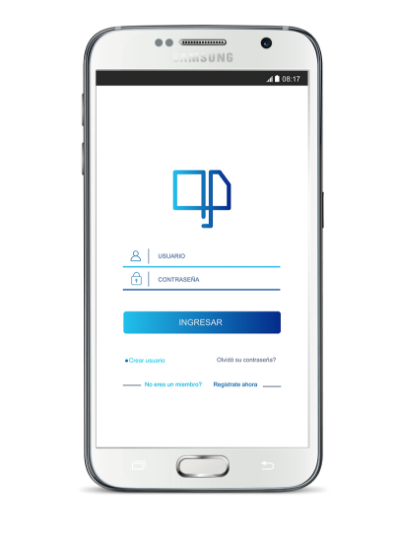 SAMSUNG
08:17
USUARIO
CONTRASEÑA
INGRESAR
Crear usuario
Olvidó su contraseña?
No eres un miembro? Regístrate ahora